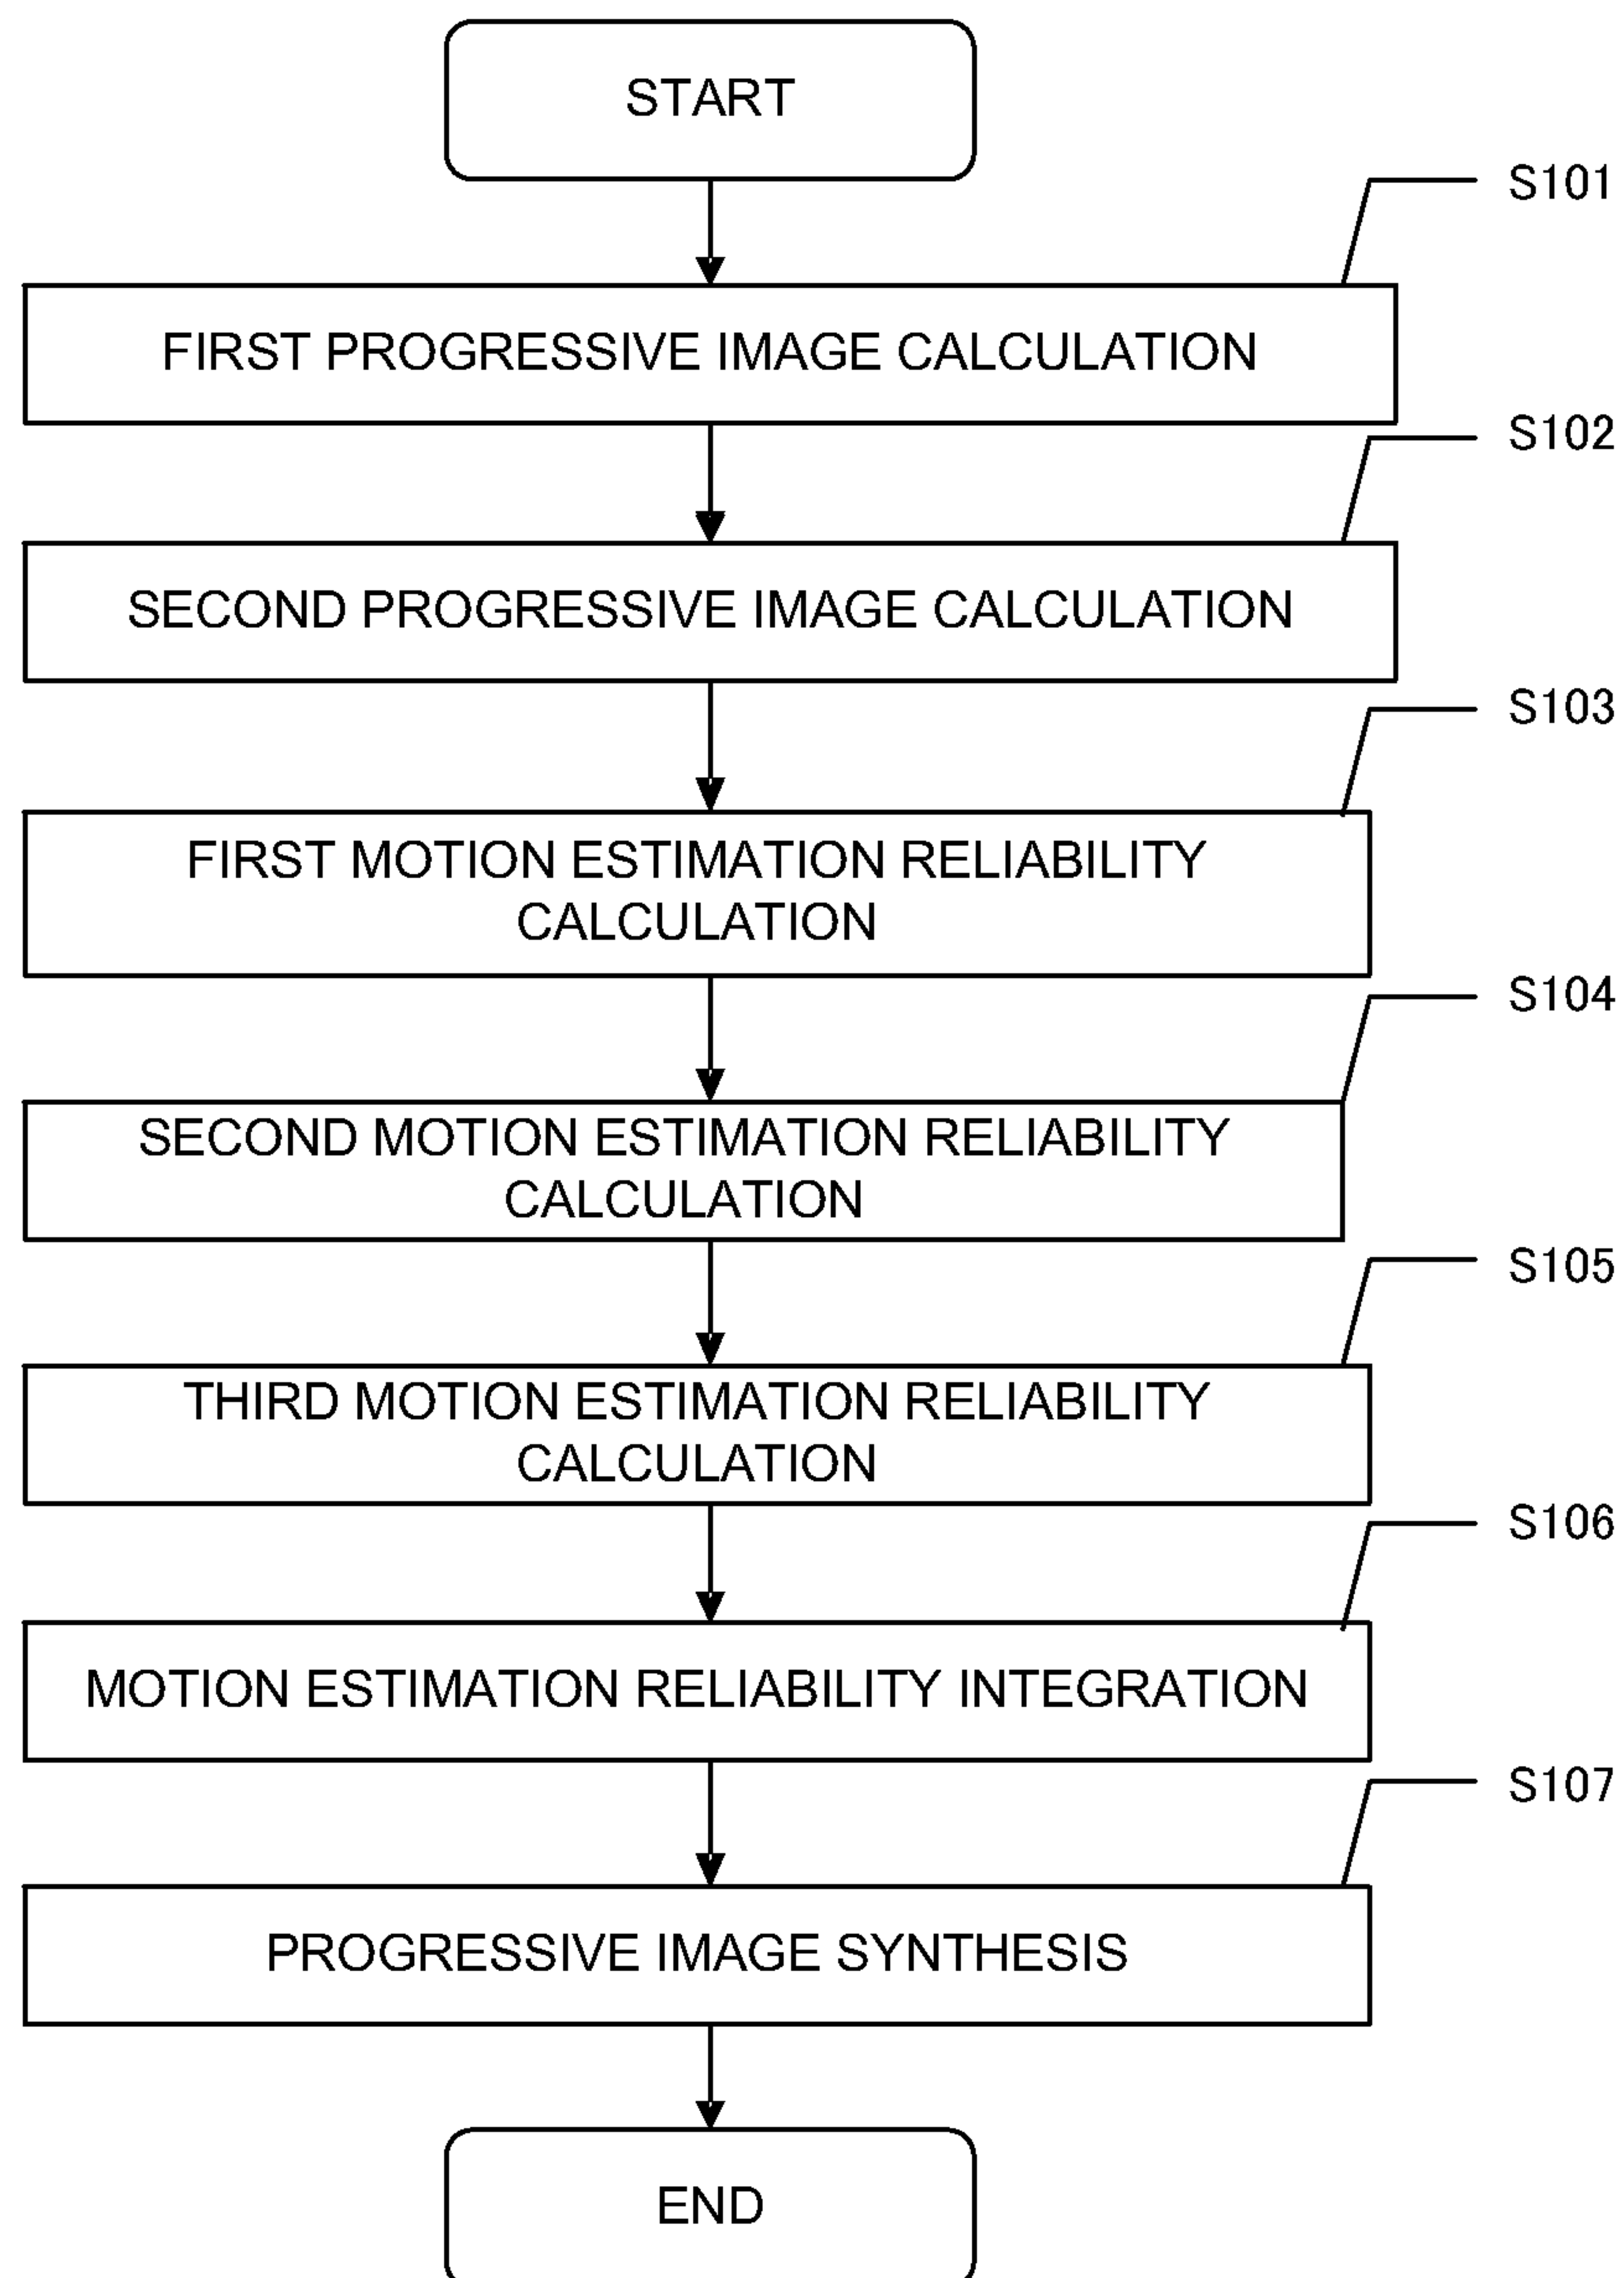 START
S101
FIRST PROGRESSIVE IMAGE CALCULATION
S102
SECOND PROGRESSIVE IMAGE CALCULATION
S103
FIRST MOTION ESTIMATION RELIABILITY
CALCULATION
S104
SECOND MOTION ESTIMATION RELIABILITY
CALCULATION
S105
THIRD MOTION ESTIMATION RELIABILITY
CALCULATION
S106
MOTION ESTIMATION RELIABILITY INTEGRATION
S107
PROGRESSIVE IMAGE SYNTHESIS
END